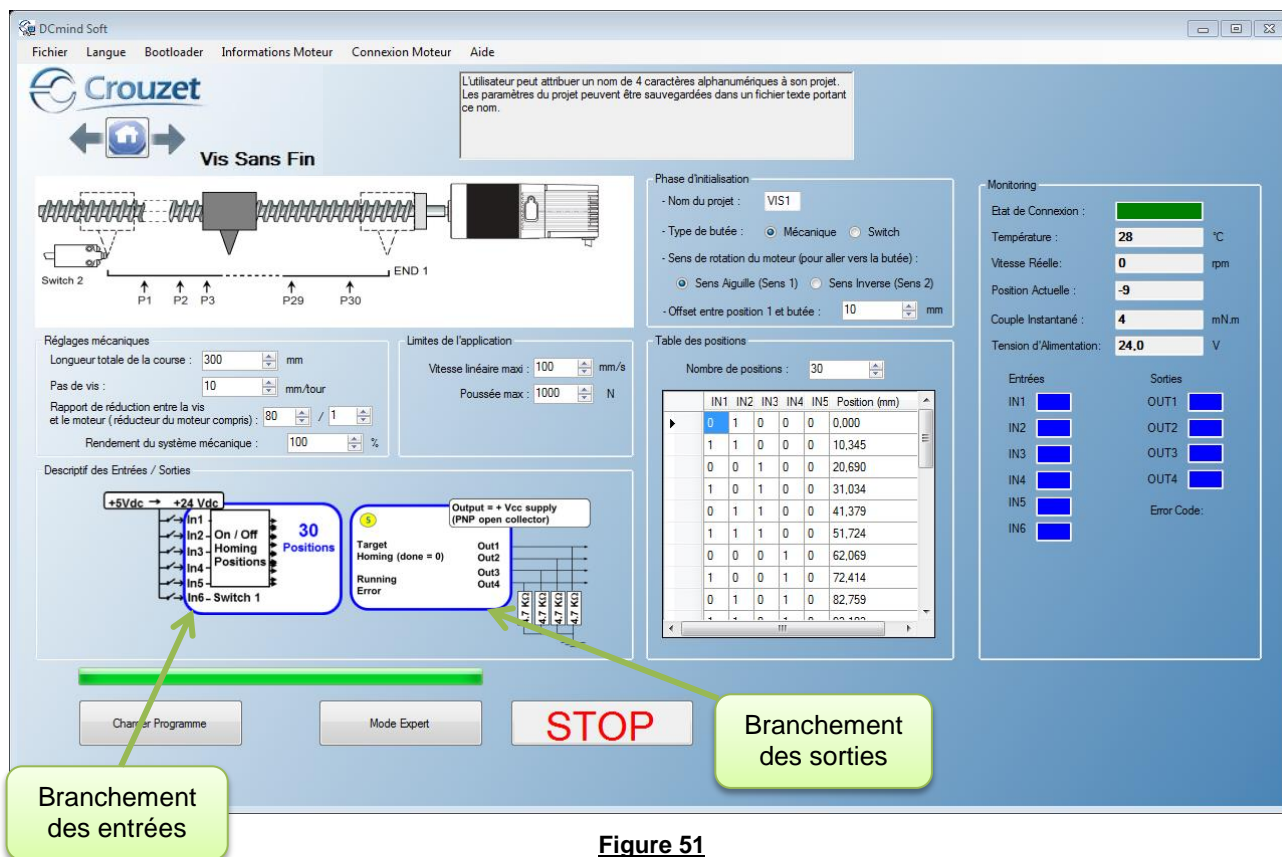 DCmind Soft
Fichier Langue Bootloader Informations Moteur Connexion Moteur Aide
Crouzet
L'utilisateur peut attribuer un nom de 4 caractères alphanumériques à son projet.
Les paramètres du projet peuvent être sauvegardées dans un fichier texte portant
ce nom.
Vis Sans Fin
Switch 2
END 1
P1 P2 P3 P29 P30
Phase d'initialisation
- Nom du projet : VIS1
- Type de butée : Mécanique Switch
- Sens de rotation du moteur (pour aller vers la butée) :
Sens Aiguille (Sens 1) Sens Inverse (Sens 2)
- Offset entre position 1 et butée : 10 mm
Monitoring
Etat de Connexion :
Température : 28 °C
Vitesse Réelle: 0 rpm
Position Actuelle : -9
Couple Instantané : 4 mN.m
Tension d'Alimentation: 24,0 V
Entrées Sorties
IN1 OUT1
IN2 OUT2
IN3 OUT3
IN4 OUT4
IN5
IN6
Error Code:
Réglages mécaniques
Longueur totale de la course : 300 mm
Pas de vis : 10 mm/tour
Rapport de réduction entre la vis
et le moteur ( réducteur du moteur compris) : 80 / 1
Rendement du système mécanique : 100 %
Limites de l'application
Vitesse linéaire maxi : 100 mm/s
Poussée max : 1000 N
Table des positions
Nombre de positions : 30
IN1 IN2 IN3 IN4 IN5 Position (mm)
0 1 0 0 0 0,000
1 1 0 0 0 10,345
0 0 1 0 0 20,690
1 0 1 0 0 31,034
0 1 1 0 0 41,379
1 1 1 0 0 51,724
0 0 0 1 0 62,069
1 0 0 1 0 72,414
0 1 0 1 0 82,759
Descriptif des Entrées / Sorties
+5Vdc → +24 Vdc
In1
In2 On / Off
In3 Homing
In4 Positions
In5
In6 - Switch 1
30
Positions
S
Output = + Vcc supply
(PNP open collector)
Target Out1
Homing (done = 0) Out2
Running Out3
Error Out4
4.7 KΩ 4.7 KΩ 4.7 KΩ 4.7 KΩ
Charger Programme
Mode Expert
STOP
Branchement
des sorties
Branchement
des entrées
Figure 51